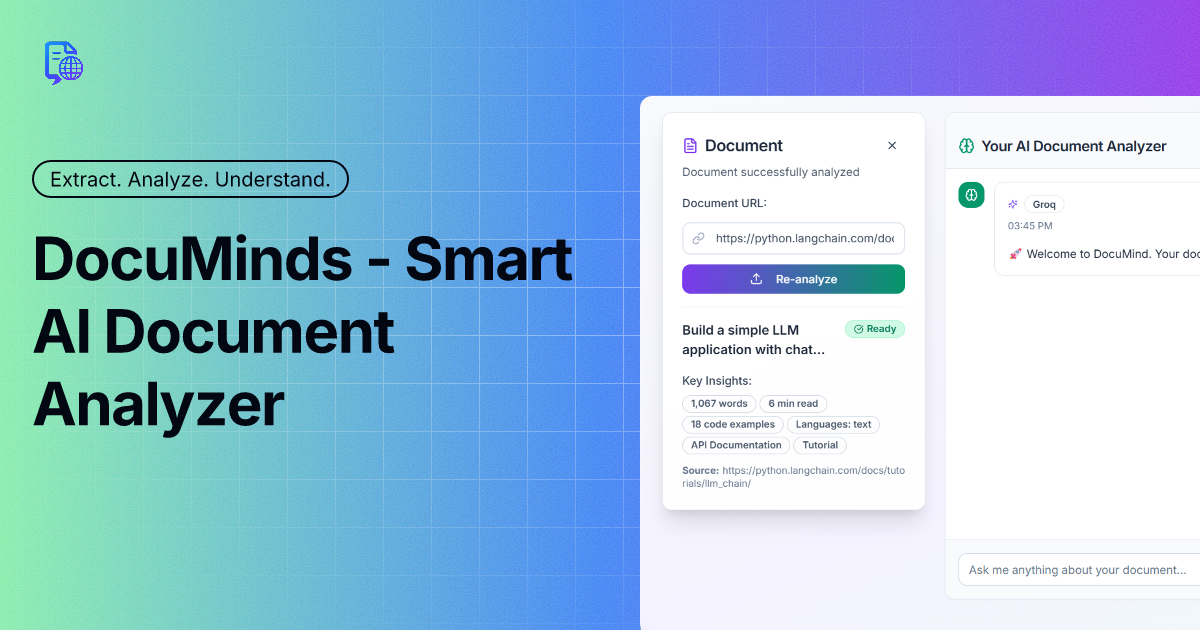 Extract. Analyze. Understand.
DocuMinds - Smart
AI Document
Analyzer
Document
Document successfully analyzed
Document URL:
https://python.langchain.com/doc
Re-analyze
Build a simple LLM
application with chat...
Ready
Key Insights:
1,067 words
6 min read
18 code examples
Languages: text
API Documentation
Tutorial
Source: https://python.langchain.com/docs/tuto
rials/llm_chain/
Your AI Document Analyzer
Groq
03:45 PM
🚀 Welcome to DocuMind. Your doc
Ask me anything about your document...